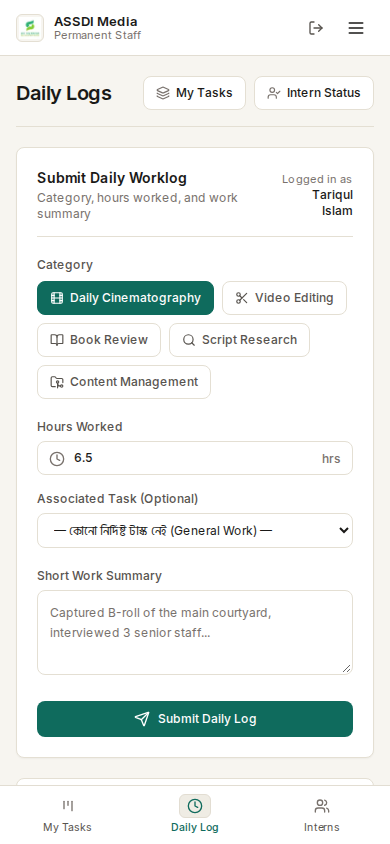 ASSDI Media
Permanent Staff
Daily Logs
My Tasks
Intern Status
Submit Daily Worklog
Category, hours worked, and work
summary
Logged in as
Tariqul
Islam
Category
Daily Cinematography
Video Editing
Book Review
Script Research
Content Management
Hours Worked
6.5
hrs
Associated Task (Optional)
— কোনো নির্দিষ্ট টাস্ক নেই (General Work) —
Short Work Summary
Captured B-roll of the main courtyard,
interviewed 3 senior staff...
Submit Daily Log
My Tasks
Daily Log
Interns